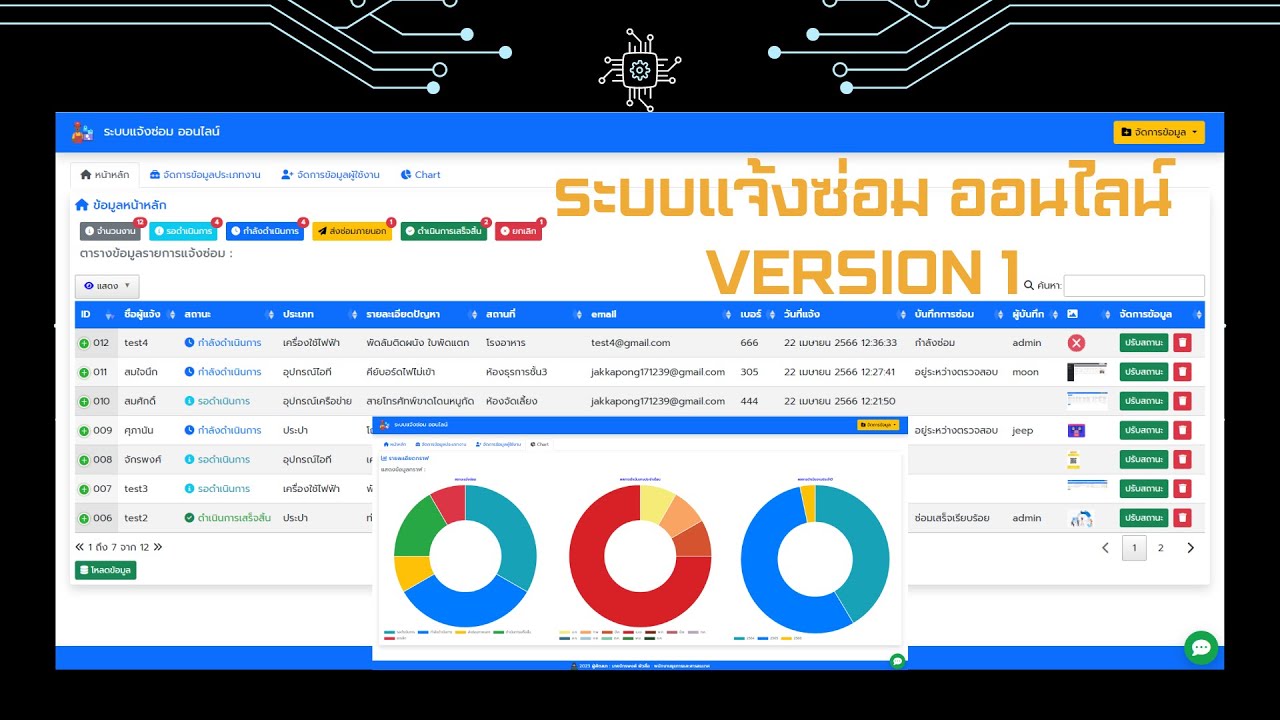 ระบบแจ้งซ่อม ออนไลน์
จัดการข้อมูล
หน้าหลัก จัดการข้อมูลประเภทงาน จัดการข้อมูลผู้ใช้งาน Chart
ระบบแจ้งซ่อม ออนไลน์
VERSION 1
ข้อมูลหน้าหลัก
จำนวนงาน 12 รอดำเนินการ 4 กำลังดำเนินการ 4 ส่งซ่อมภายนอก 1 ดำเนินการเสร็จสิ้น 2 ยกเลิก 1
ตารางข้อมูลรายการแจ้งซ่อม :
แสดง
ค้นหา:
ID ชื่อผู้แจ้ง สถานะ ประเภท รายละเอียดปัญหา สถานที่ email เบอร์ วันที่แจ้ง บันทึกการซ่อม ผู้บันทึก จัดการข้อมูล
012 test4 กำลังดำเนินการ เครื่องใช้ไฟฟ้า พัดลมติดผนัง ใบพัดแตก โรงอาหาร test4@gmail.com 666 22 เมษายน 2566 12:36:33 กำลังซ่อม admin ปรับสถานะ
011 สมใจนึก กำลังดำเนินการ อุปกรณ์ไอที คีย์บอร์ดไฟไม่เข้า ห้องธุรการชั้น3 jakkapong171239@gmail.com 305 22 เมษายน 2566 12:27:41 อยู่ระหว่างตรวจสอบ moon ปรับสถานะ
010 สมศักดิ์ รอดำเนินการ อุปกรณ์เครือข่าย สายโทรศัพท์ขาดโดนหนูกัด ห้องจัดเลี้ยง jakkapong171239@gmail.com 444 22 เมษายน 2566 12:21:50 ปรับสถานะ
009 ศุภานัน กำลังดำเนินการ ประปา อยู่ระหว่างตรวจสอบ jeep ปรับสถานะ
008 จักรพงศ์ รอดำเนินการ อุปกรณ์ไอที ปรับสถานะ
007 test3 รอดำเนินการ เครื่องใช้ไฟฟ้า ปรับสถานะ
006 test2 ดำเนินการเสร็จสิ้น ประปา ซ่อมเสร็จเรียบร้อย admin ปรับสถานะ
1 ถึง 7 จาก 12
1 2
โหลดข้อมูล
ระบบแจ้งซ่อม ออนไลน์
จัดการข้อมูล
หน้าหลัก จัดการข้อมูลประเภทงาน จัดการข้อมูลผู้ใช้งาน Chart
รายละเอียดกราฟ
แสดงข้อมูลกราฟ :